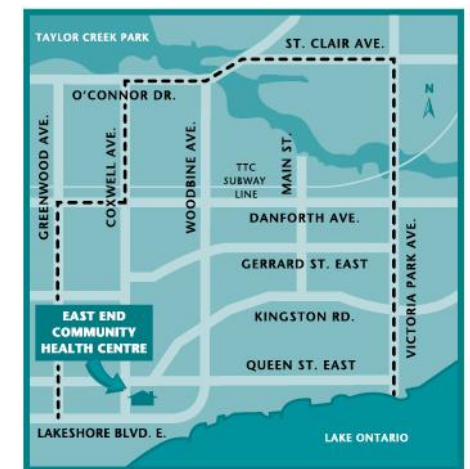 TAYLOR CREEK PARK
ST. CLAIR AVE.
O'CONNOR DR.
N
GREENWOOD AVE.
COXWELL AVE.
WOODBINE AVE.
MAIN ST.
TTC
SUBWAY
LINE
DANFORTH AVE.
VICTORIA PARK AVE.
GERRARD ST. EAST
EAST END
COMMUNITY
HEALTH CENTRE
KINGSTON RD.
QUEEN ST. EAST
LAKESHORE BLVD. E.
LAKE ONTARIO